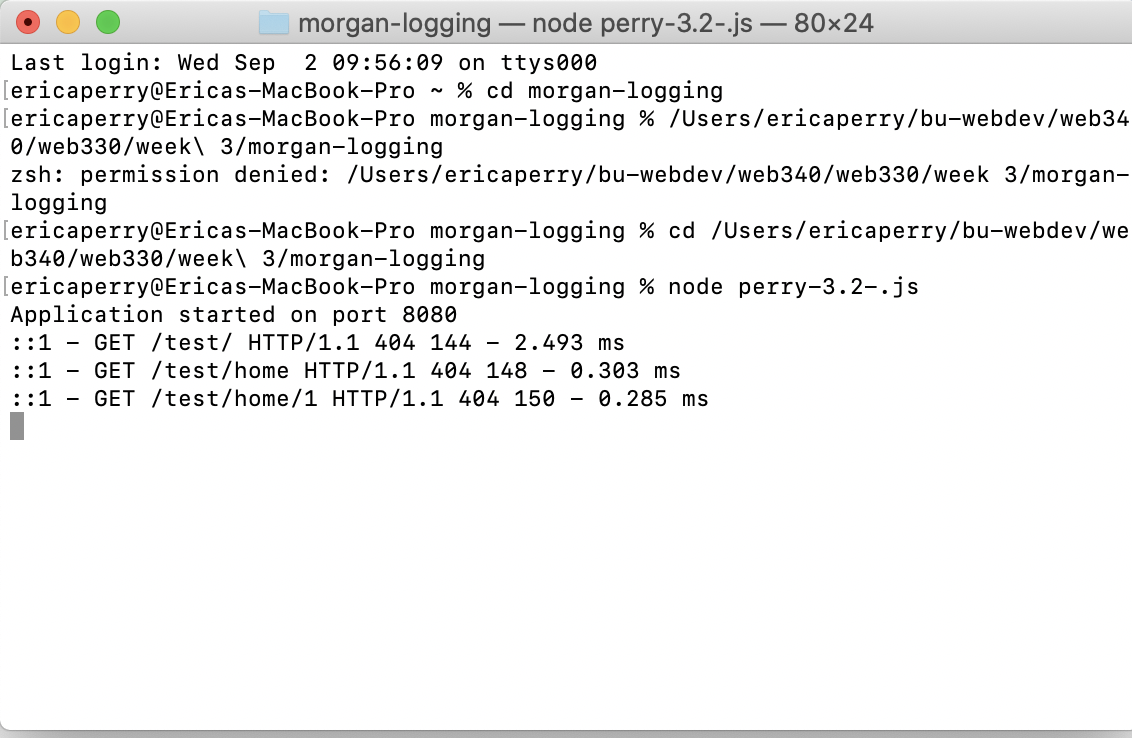 morgan-logging — node perry-3.2-.js — 80×24
Last login: Wed Sep  2 09:56:09 on ttys000
[ericaperry@Ericas-MacBook-Pro ~ % cd morgan-logging
[ericaperry@Ericas-MacBook-Pro morgan-logging % /Users/ericaperry/bu-webdev/web34
0/web330/week\ 3/morgan-logging
zsh: permission denied: /Users/ericaperry/bu-webdev/web340/web330/week 3/morgan-
logging
[ericaperry@Ericas-MacBook-Pro morgan-logging % cd /Users/ericaperry/bu-webdev/we
b340/web330/week\ 3/morgan-logging
[ericaperry@Ericas-MacBook-Pro morgan-logging % node perry-3.2-.js
Application started on port 8080
::1 - GET /test/ HTTP/1.1 404 144 - 2.493 ms
::1 - GET /test/home HTTP/1.1 404 148 - 0.303 ms
::1 - GET /test/home/1 HTTP/1.1 404 150 - 0.285 ms